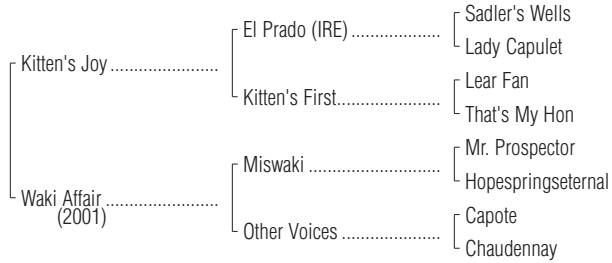 Sadler's Wells
El Prado (IRE) ....................
Lady Capulet
Kitten's Joy ........................
Lear Fan
Kitten's First.......................
That's My Hon
Mr. Prospector
Miswaki .............................
Hopespringseternal
Waki Affair .........................
(2001)
Capote
Other Voices ......................
Chaudennay